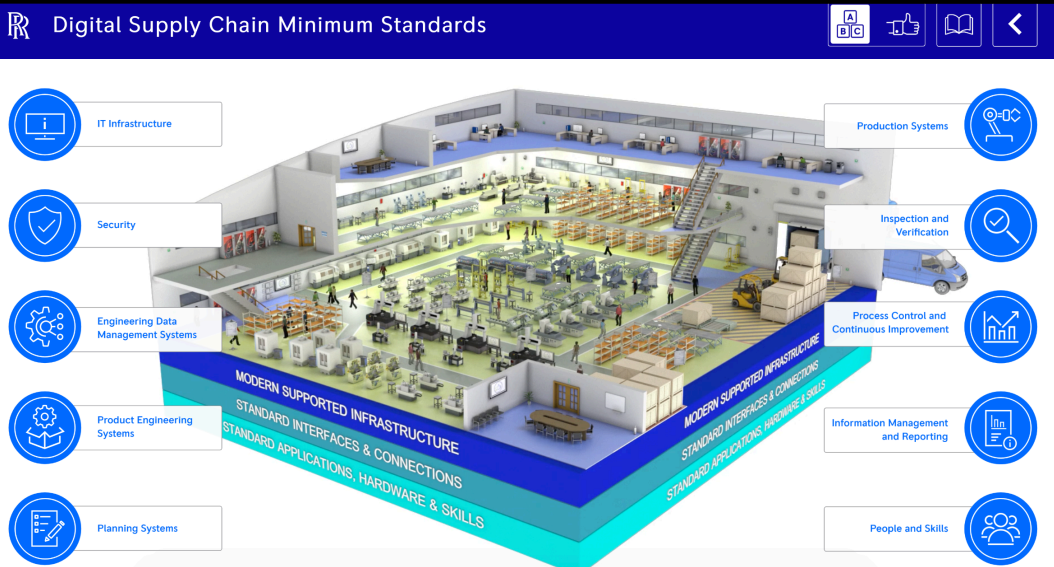 RR
Digital Supply Chain Minimum Standards
A
B C
i
IT Infrastructure
Security
Engineering Data
Management Systems
Product Engineering
Systems
Planning Systems
Production Systems
Inspection and
Verification
Process Control and
Continuous Improvement
Information Management
and Reporting
i
People and Skills
MODERN SUPPORTED INFRASTRUCTURE
STANDARD INTERFACES & CONNECTIONS
STANDARD APPLICATIONS, HARDWARE & SKILLS
MODERN SUPPORTED INFRASTRUCTURE
STANDARD INTERFACES & CONNECTIONS
STANDARD APPLICATIONS, HARDWARE & SKILLS